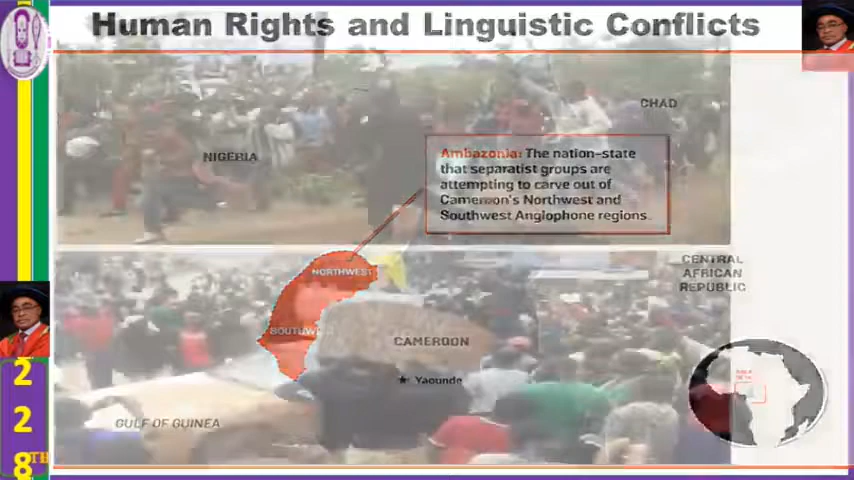 Human Rights and Linguistic Conflicts
CHAD
NIGERIA
Ambazonia: The nation-state
that separatist groups are
attempting to carve out of
Cameroon's Northwest and
Southwest Anglophone regions.
CENTRAL
AFRICAN
REPUBLIC
NORTHWEST
CAMEROON
Yaounde
GULF OF GUINEA
2
2
8TH